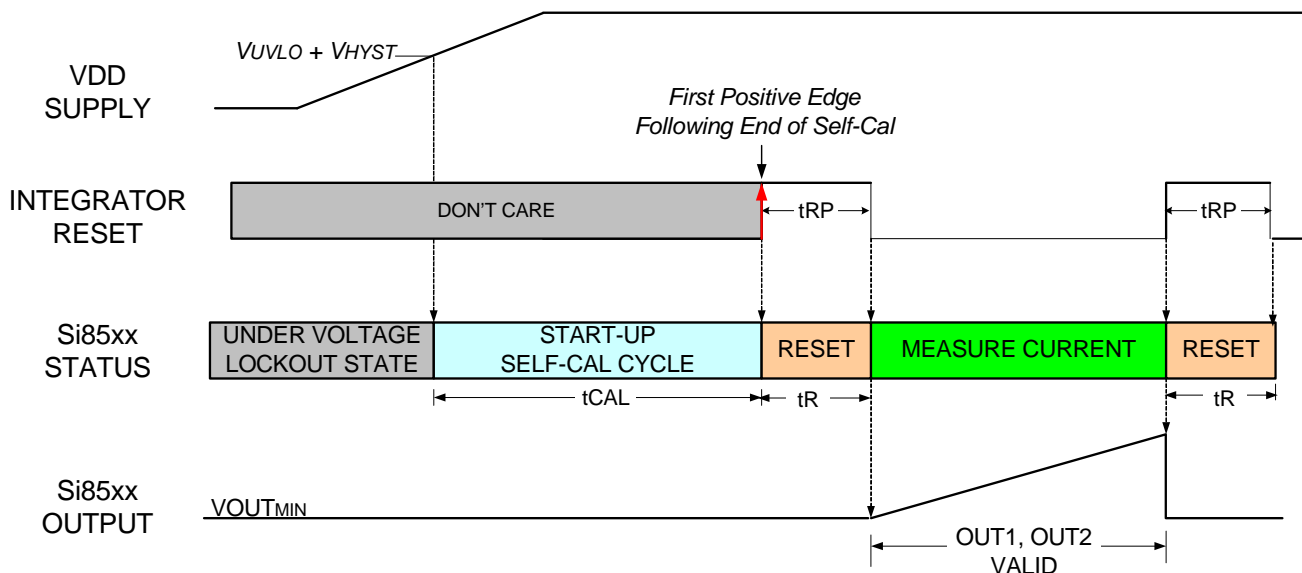 VUVLO + VHYST
VDD
SUPPLY
First Positive Edge
Following End of Self-Cal
INTEGRATOR
RESET
DON'T CARE
tRP
tRP
Si85xx
STATUS
UNDER VOLTAGE
LOCKOUT STATE
START-UP
SELF-CAL CYCLE
RESET
MEASURE CURRENT
RESET
tCAL
tR
tR
Si85xx
OUTPUT
VOUTMIN
OUT1, OUT2
VALID